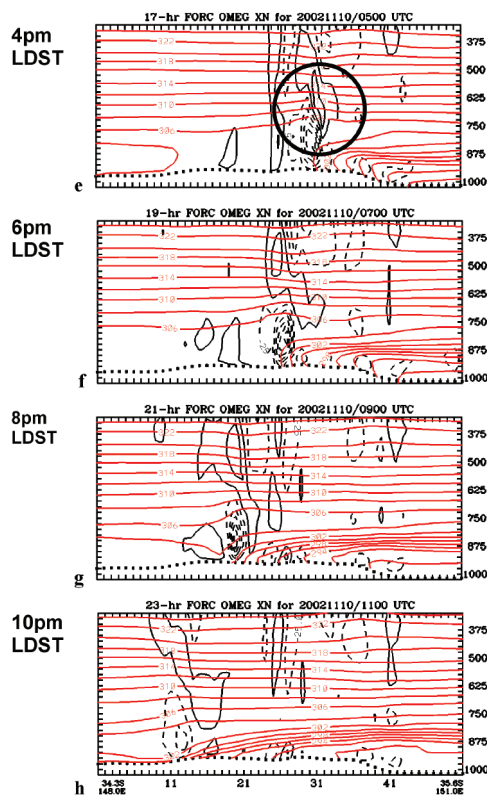 4pm
LDST
17-hr FORC OMEG XN for 20021110/0500 UTC
322
318
314
310
306
375
500
625
750
875
1000
e
6pm
LDST
19-hr FORC OMEG XN for 20021110/0700 UTC
322
318
314
310
306
302
375
500
625
750
875
1000
f
8pm
LDST
21-hr FORC OMEG XN for 20021110/0900 UTC
322
318
314
310
306
302
294
375
500
625
750
875
1000
g
10pm
LDST
23-hr FORC OMEG XN for 20021110/1100 UTC
322
318
314
310
306
302
375
500
625
750
875
1000
h
34.3S
148.0E
11
21
31
41
35.6S
151.0E